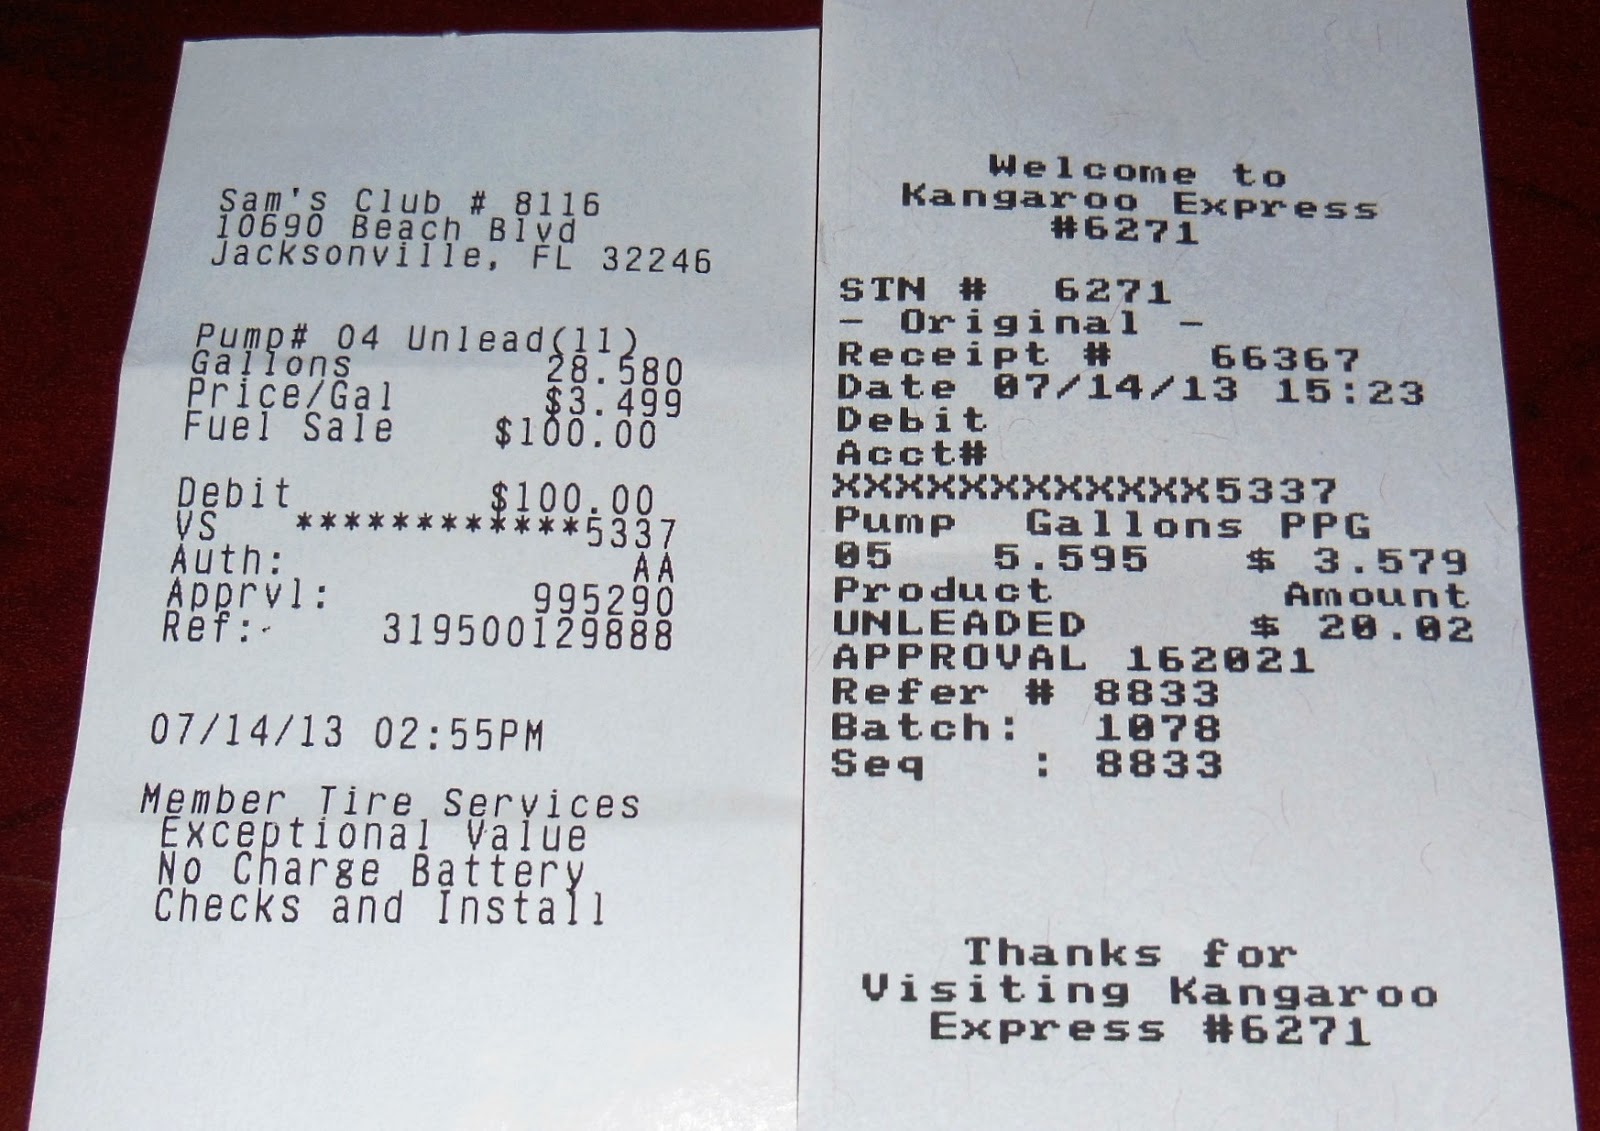 Sam's Club # 8116
10690 Beach Blvd
Jacksonville, FL 32246
Pump# 04 Unlead(11)
Gallons 28.580
Price/Gal $3.499
Fuel Sale $100.00
Debit $100.00
VS ************5337
Auth: AA
Apprvl: 995290
Ref: 319500129888
07/14/13 02:55PM
Member Tire Services
Exceptional Value
No Charge Battery
Checks and Install
Welcome to
Kangaroo Express
#6271
STN # 6271
- Original -
Receipt # 66367
Date 07/14/13 15:23
Debit
Acct#
XXXXXXXXXXXX5337
Pump Gallons PPG
05 5.595 $ 3.579
Product Amount
UNLEADED $ 20.02
APPROVAL 162021
Refer # 8833
Batch: 1078
Seq : 8833
Thanks for
Visiting Kangaroo
Express #6271